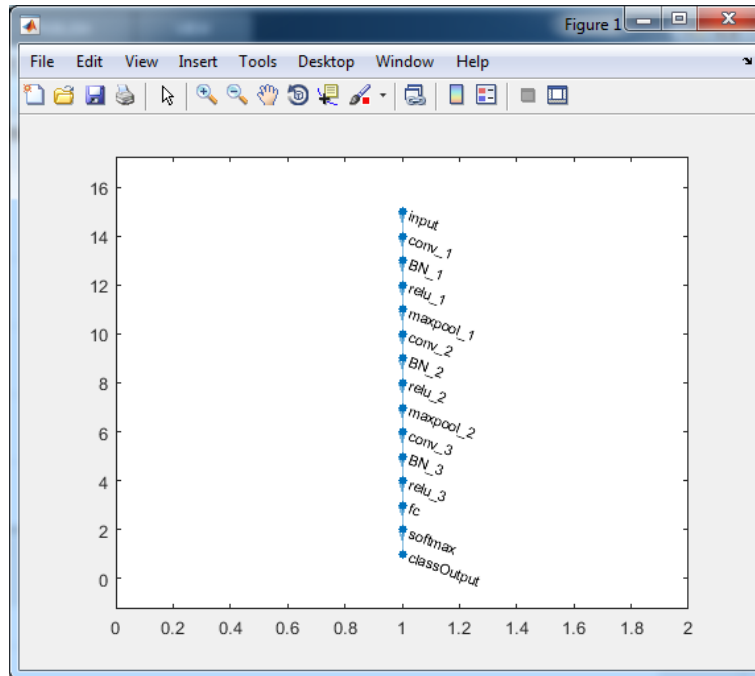 Figure 1
File Edit View Insert Tools Desktop Window Help
16
14
12
10
8
6
4
2
0
input
conv_1
BN_1
relu_1
maxpool_1
conv_2
BN_2
relu_2
maxpool_2
conv_3
BN_3
relu_3
fc
softmax
classOutput
0 0.2 0.4 0.6 0.8 1 1.2 1.4 1.6 1.8 2